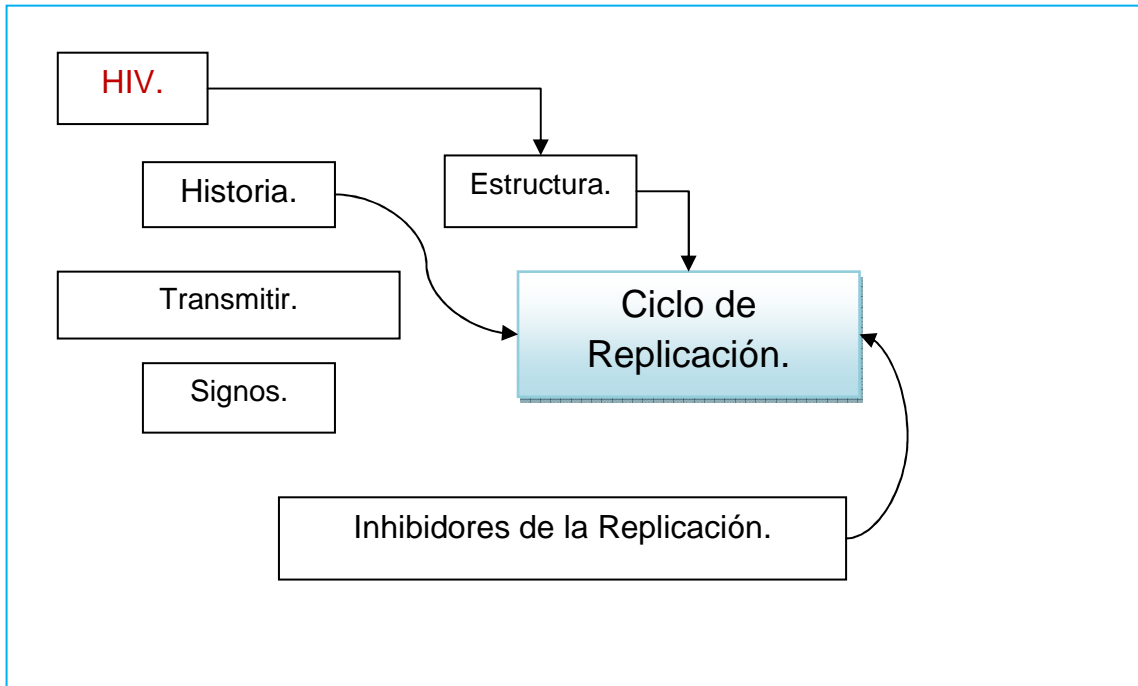 HIV.
Historia.
Estructura.
Transmitir.
Ciclo de
Replicación.
Signos.
Inhibidores de la Replicación.